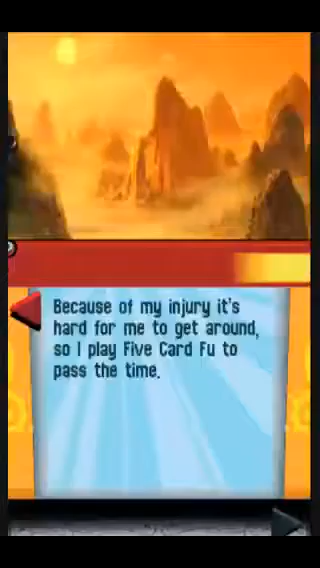 Because of my injury it's
hard for me to get around,
so I play Five Card Fu to
pass the time.